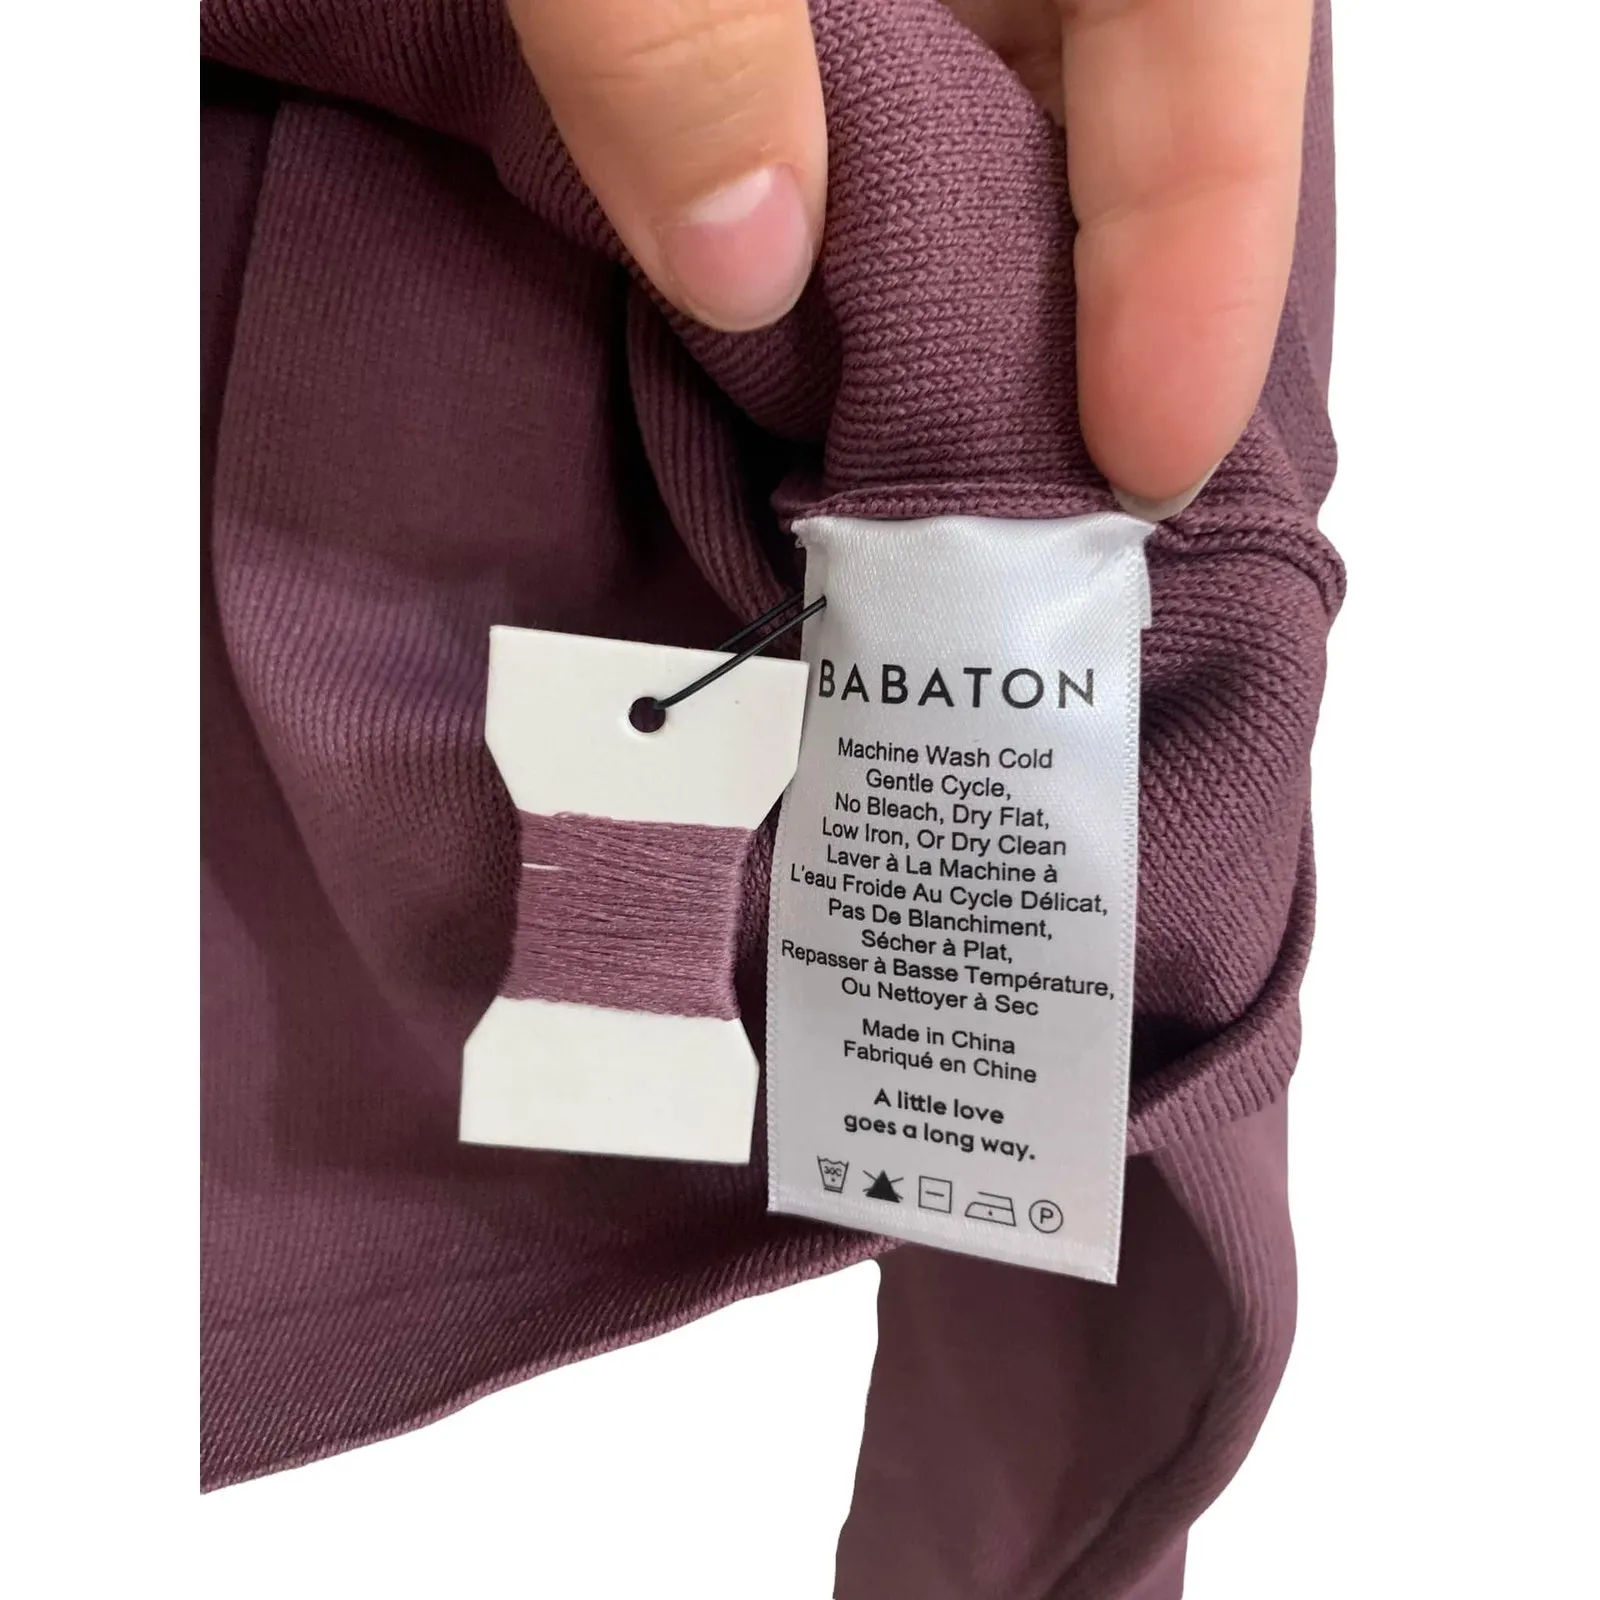 BABATON
Machine Wash Cold
Gentle Cycle,
No Bleach, Dry Flat,
Low Iron, Or Dry Clean
Laver à La Machine à
L'eau Froide Au Cycle Délicat,
Pas De Blanchiment,
Sécher à Plat,
Repasser à Basse Température,
Ou Nettoyer à Sec
Made in China
Fabriqué en Chine
A little love
goes a long way.
30C P